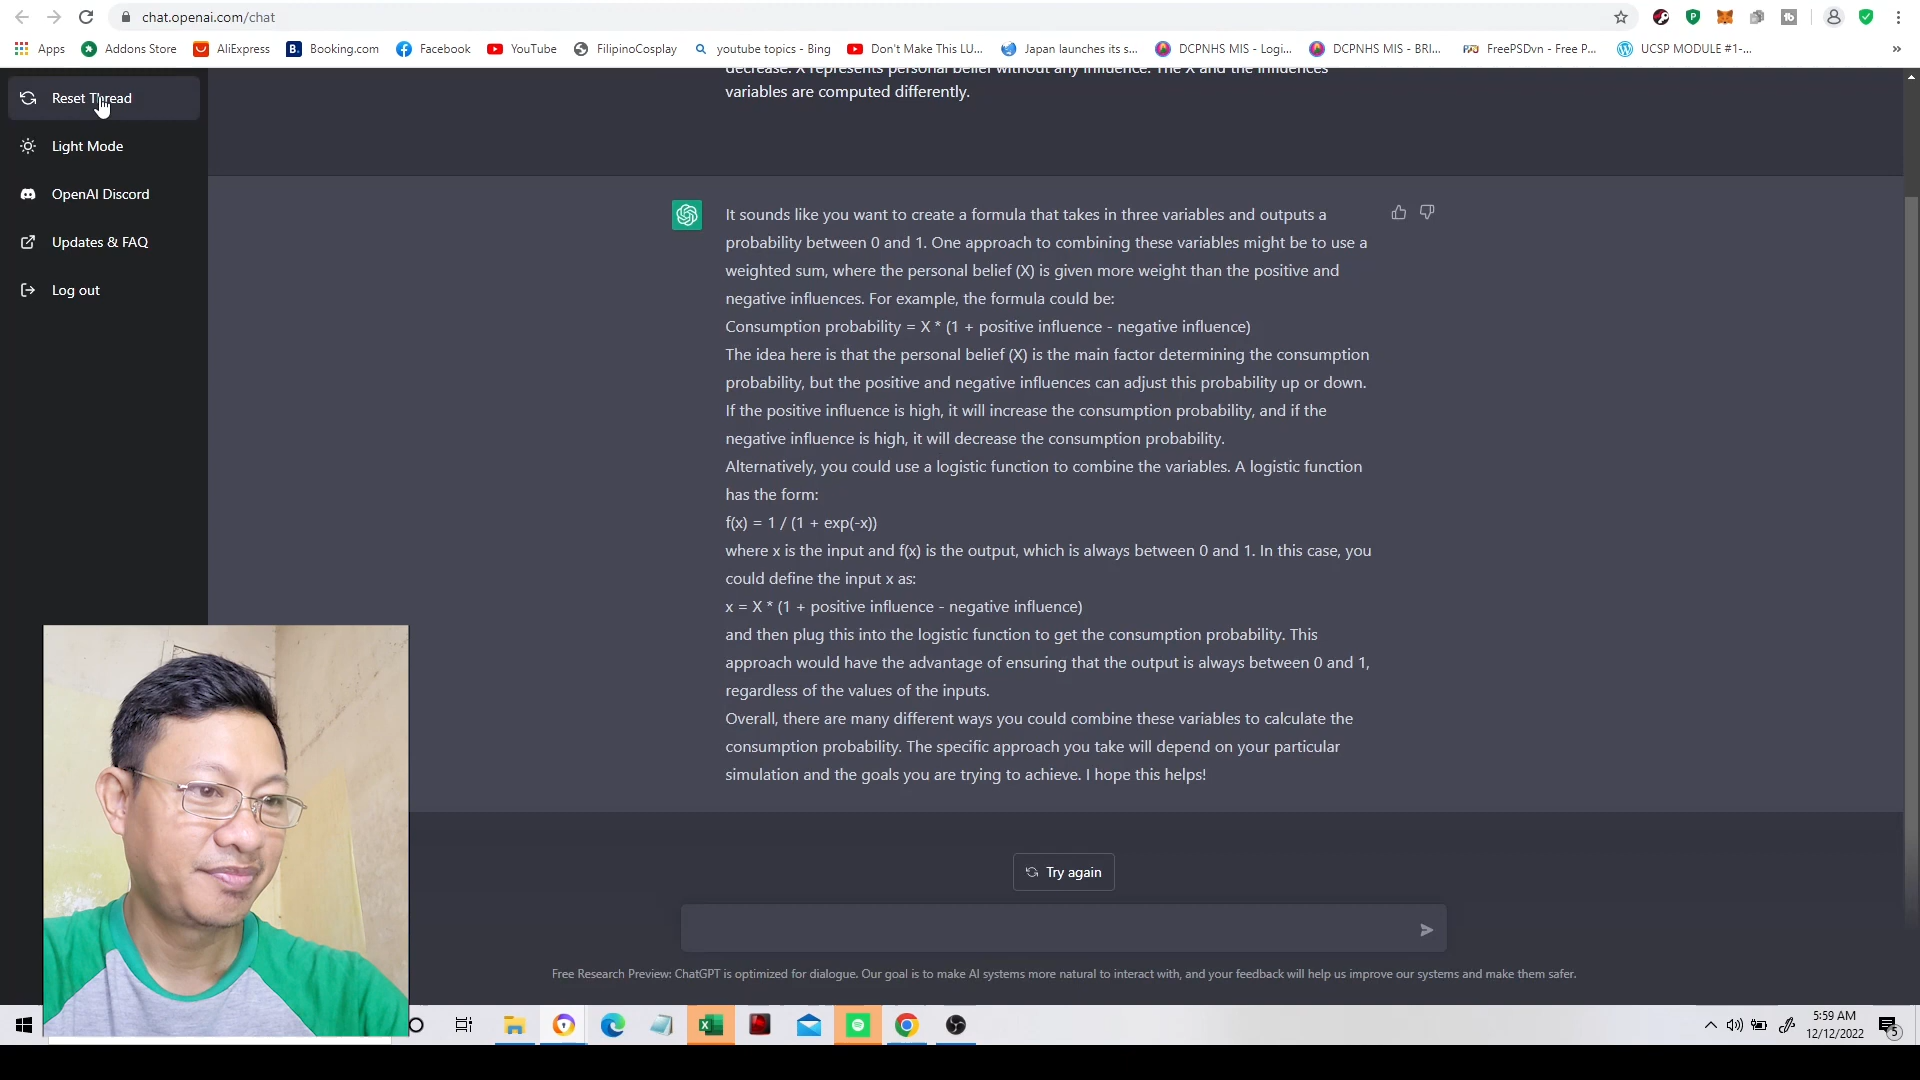 chat.openai.com/chat
Apps
Addons Store
AliExpress
B.
Booking.com
Facebook
YouTube
FilipinoCosplay
youtube topics - Bing
Don't Make This LU...
Japan launches its s...
DCPNHS MIS - Logi...
DCPNHS MIS - BRI...
FreePSDvn - Free P...
UCSP MODULE #1-...
»
Reset Thread
Light Mode
OpenAI Discord
Updates & FAQ
Log out
decrease. X represents personal belief without any influence. The X and the influences
variables are computed differently.
It sounds like you want to create a formula that takes in three variables and outputs a
probability between 0 and 1. One approach to combining these variables might be to use a
weighted sum, where the personal belief (X) is given more weight than the positive and
negative influences. For example, the formula could be:
Consumption probability = X * (1 + positive influence - negative influence)
The idea here is that the personal belief (X) is the main factor determining the consumption
probability, but the positive and negative influences can adjust this probability up or down.
If the positive influence is high, it will increase the consumption probability, and if the
negative influence is high, it will decrease the consumption probability.
Alternatively, you could use a logistic function to combine the variables. A logistic function
has the form:
f(x) = 1 / (1 + exp(-x))
where x is the input and f(x) is the output, which is always between 0 and 1. In this case, you
could define the input x as:
x = X * (1 + positive influence - negative influence)
and then plug this into the logistic function to get the consumption probability. This
approach would have the advantage of ensuring that the output is always between 0 and 1,
regardless of the values of the inputs.
Overall, there are many different ways you could combine these variables to calculate the
consumption probability. The specific approach you take will depend on your particular
simulation and the goals you are trying to achieve. I hope this helps!
Try again
Free Research Preview: ChatGPT is optimized for dialogue. Our goal is to make AI systems more natural to interact with, and your feedback will help us improve our systems and make them safer.
5:59 AM
12/12/2022
5